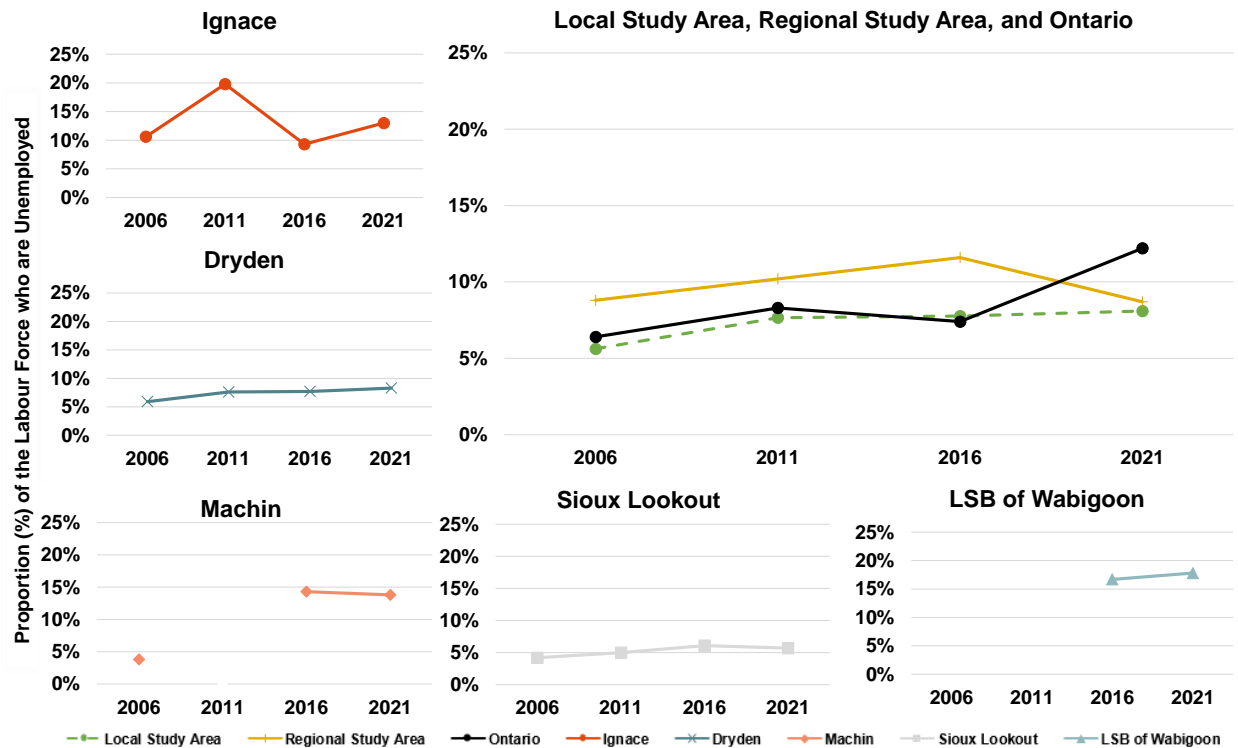 Ignace
Local Study Area, Regional Study Area, and Ontario
Proportion (%) of the Labour Force who are Unemployed
25%
20%
15%
10%
5%
0%
2006 2011 2016 2021
25%
20%
15%
10%
5%
0%
2006 2011 2016 2021
Dryden
25%
20%
15%
10%
5%
0%
2006 2011 2016 2021
Machin
25%
20%
15%
10%
5%
0%
2006 2011 2016 2021
Sioux Lookout
25%
20%
15%
10%
5%
0%
2006 2011 2016 2021
LSB of Wabigoon
25%
20%
15%
10%
5%
0%
2006 2011 2016 2021
Local Study Area Regional Study Area Ontario Ignace Dryden Machin Sioux Lookout LSB of Wabigoon